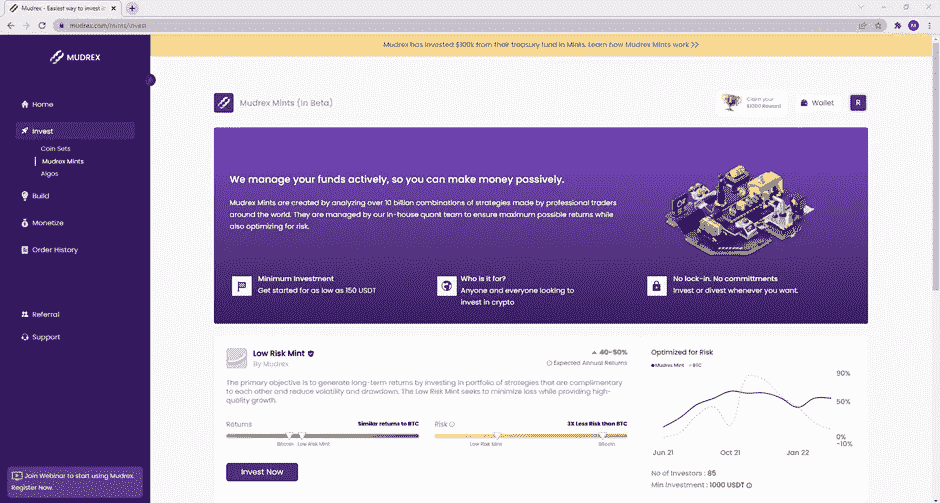 Mudrex - Easiest way to invest in
mudrex.com/mints/invest
MUDREX
Mudrex has invested $100k from their treasury fund in Mints. Learn how Mudrex Mints work >>
Home
Invest
Coin Sets
Mudrex Mints
Algos
Build
Monetize
Order History
Referral
Support
Join Webinar to start using Mudrex.
Register Now.
Mudrex Mints (In Beta)
Claim your
$1000 Reward
Wallet
R
We manage your funds actively, so you can make money passively.
Mudrex Mints are created by analyzing over 10 billion combinations of strategies made by professional traders
around the world. They are managed by our in-house quant team to ensure maximum possible returns while
also optimizing for risk.
Minimum Investment
Get started for as low as 150 USDT
Who is it for?
Anyone and everyone looking to
invest in crypto
No lock-in. No committments
Invest or divest whenever you want.
Low Risk Mint
By Mudrex
40-50%
Expected Annual Returns
The primary objective is to generate long-term returns by investing in portfolio of strategies that are complimentary
to each other and reduce volatility and drawdown. The Low Risk Mint seeks to minimize loss while providing high-
quality growth.
Returns
Similar returns to BTC
Bitcoin
Low Risk Mint
Risk
3X Less Risk than BTC
Low Risk Mint
Bitcoin
Invest Now
Optimized for Risk
Mudrex Mint
BTC
90%
50%
0%
-10%
Jun 21
Oct 21
Jan 22
No of Investors : 85
Min Investment : 1000 USDT